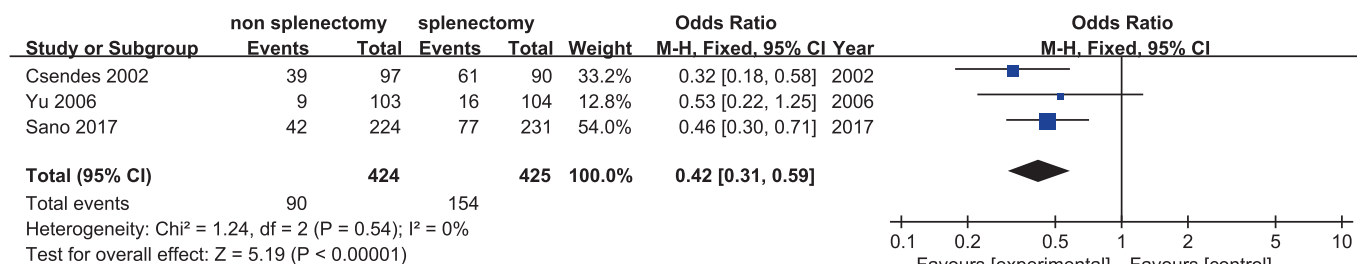 non splenectomy splenectomy Odds Ratio Odds Ratio
Study or Subgroup Events Total Events Total Weight M-H, Fixed, 95% CI Year M-H, Fixed, 95% CI
Csendes 2002 39 97 61 90 33.2% 0.32 [0.18, 0.58] 2002
Yu 2006 9 103 16 104 12.8% 0.53 [0.22, 1.25] 2006
Sano 2017 42 224 77 231 54.0% 0.46 [0.30, 0.71] 2017
Total (95% CI) 424 425 100.0% 0.42 [0.31, 0.59]
Total events 90 154
Heterogeneity: Chi² = 1.24, df = 2 (P = 0.54); I² = 0%
Test for overall effect: Z = 5.19 (P < 0.00001)
0.1 0.2 0.5 1 2 5 10
Favours [experimental] Favours [control]